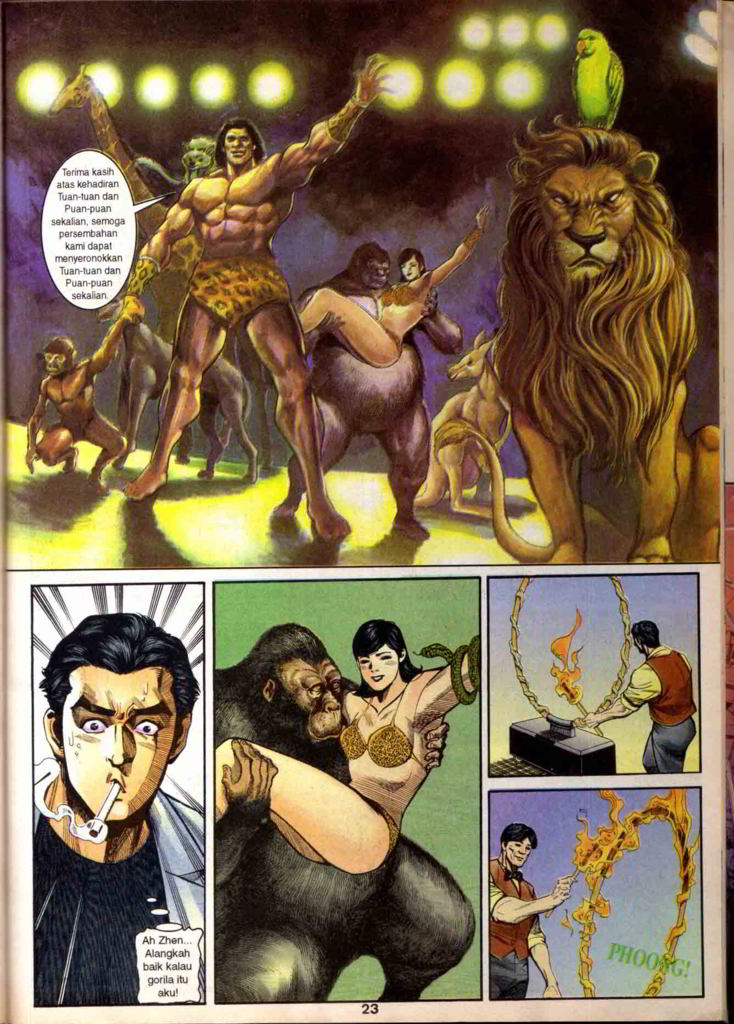 Terima kasih
atas kehadiran
Tuan-tuan dan
Puan-puan
sekalian, semoga
persembahan
kami dapat
menyeronokkan
Tuan-tuan dan
Puan-puan
sekalian.
Ah Zhen...
Alangkah
baik kalau
gorila itu
aku!
PHOONG!
23